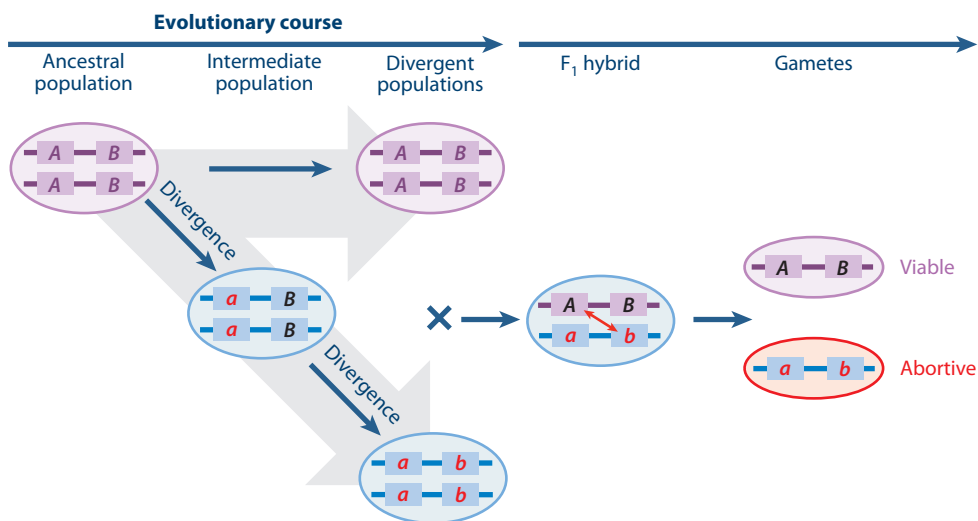 Evolutionary course
Ancestral population
Intermediate population
Divergent populations
F₁ hybrid
Gametes
A B
A B
A B
A B
Divergence
a B
a B
Divergence
a b
a b
A B
a b
A B
Viable
a b
Abortive